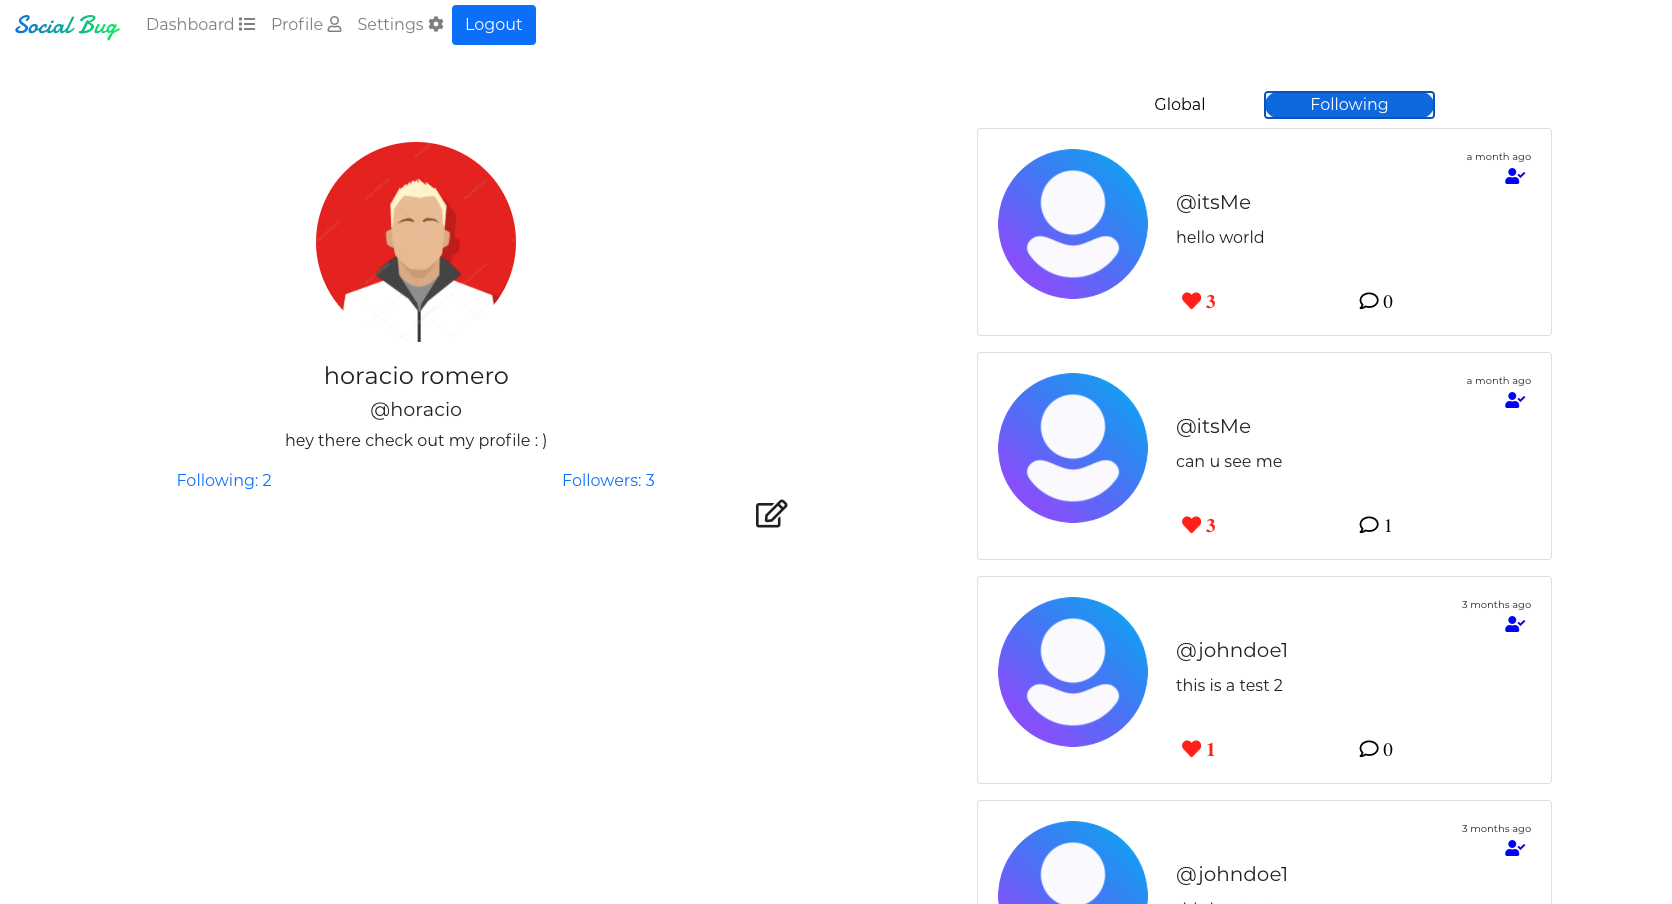 Social Bug Dashboard Profile Settings Logout
horacio romero
@horacio
hey there check out my profile : )
Following: 2 Followers: 3
Global Following
a month ago
@itsMe
hello world
3 0
a month ago
@itsMe
can u see me
3 1
3 months ago
@johndoe1
this is a test 2
1 0
3 months ago
@johndoe1